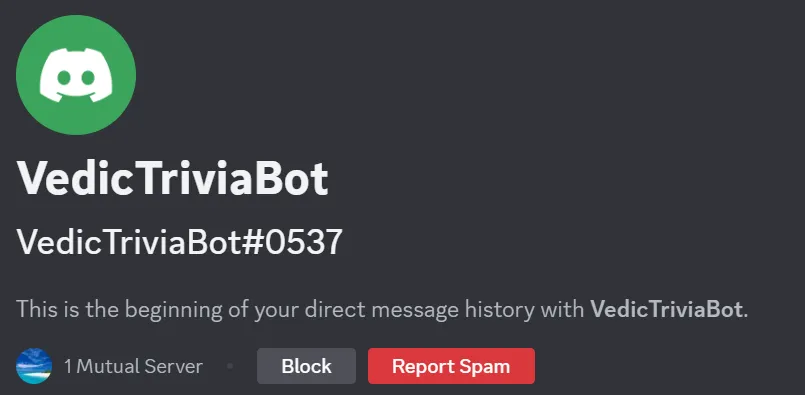 VedicTriviaBot
VedicTriviaBot#0537
This is the beginning of your direct message history with VedicTriviaBot.
1 Mutual Server • Block Report Spam